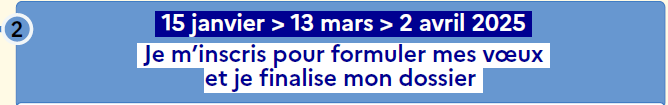 2
15 janvier > 13 mars > 2 avril 2025
Je m'inscris pour formuler mes vœux
et je finalise mon dossier